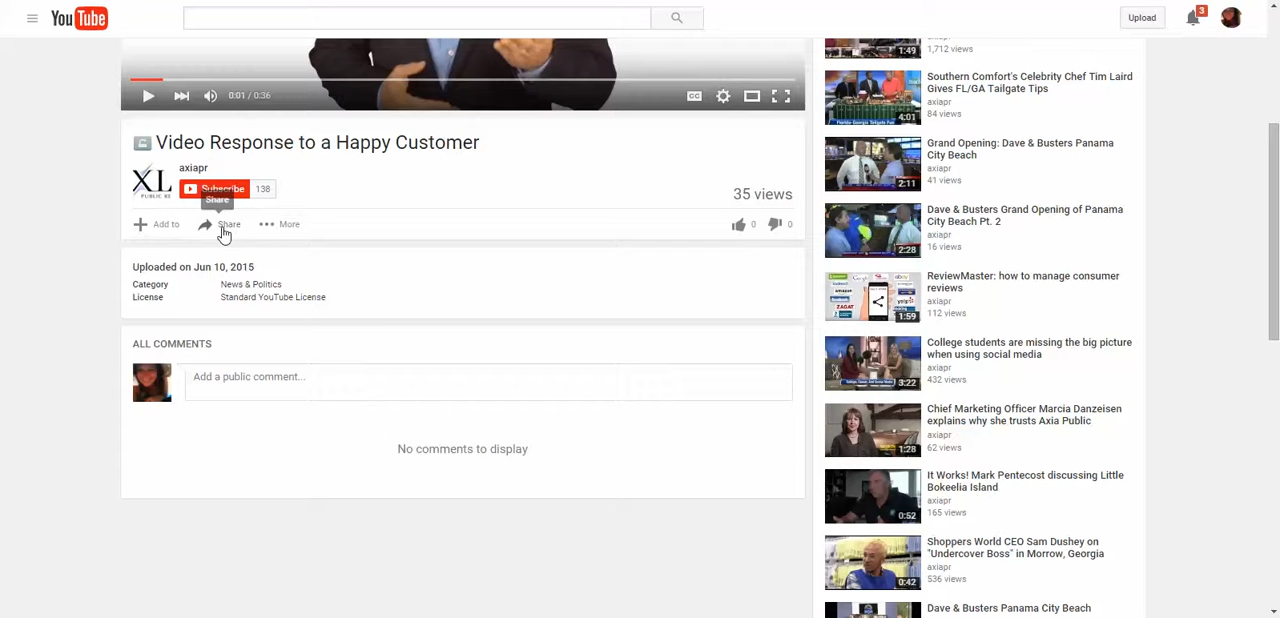 YouTube
Upload
3
0:01 / 0:36
CC
Video Response to a Happy Customer
axiapr
XL
PUBLIC RE
Subscribe 138
Share
35 views
Add to
Share
More
0
0
Uploaded on Jun 10, 2015
Category News & Politics
License Standard YouTube License
ALL COMMENTS
Add a public comment...
No comments to display
1:49
1,712 views
4:01
Southern Comfort's Celebrity Chef Tim Laird
Gives FL/GA Tailgate Tips
axiapr
84 views
2:11
Grand Opening: Dave & Busters Panama
City Beach
axiapr
41 views
2:28
Dave & Busters Grand Opening of Panama
City Beach Pt. 2
axiapr
16 views
1:59
ReviewMaster: how to manage consumer
reviews
axiapr
112 views
3:22
College students are missing the big picture
when using social media
axiapr
432 views
1:28
Chief Marketing Officer Marcia Danzeisen
explains why she trusts Axia Public
axiapr
62 views
0:52
It Works! Mark Pentecost discussing Little
Bokeelia Island
axiapr
165 views
0:42
Shoppers World CEO Sam Dushey on
"Undercover Boss" in Morrow, Georgia
axiapr
536 views
Dave & Busters Panama City Beach